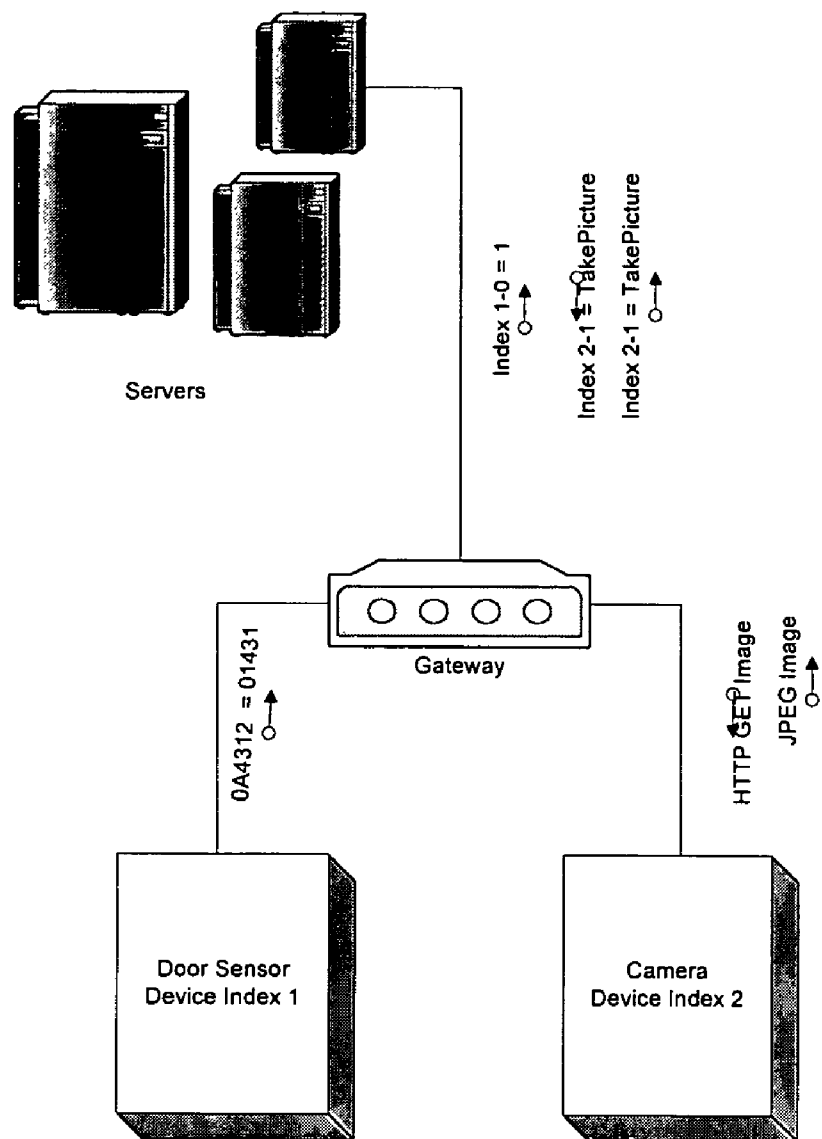 Servers
Index 1-0 = 1
Index 2-1 = TakePicture
Index 2-1 = TakePicture
Gateway
0A4312 = 01431
HTTP GET Image
JPEG Image
Door Sensor
Device Index 1
Camera
Device Index 2